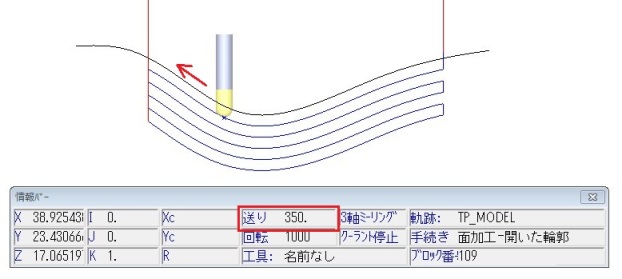 情報ﾊﾞｰ
X 38.92543 I 0. Xc 送り 350. 3軸ﾐｰﾘﾝｸﾞ 軌跡: TP_MODEL
Y 23.43066 J 0. Yc 回転 1000 ｸｰﾗﾝﾄ停止 手続き 面加工-開いた輪郭
Z 17.06519 K 1. R 工具: 名前なし ﾌﾞﾛｯｸ番 109